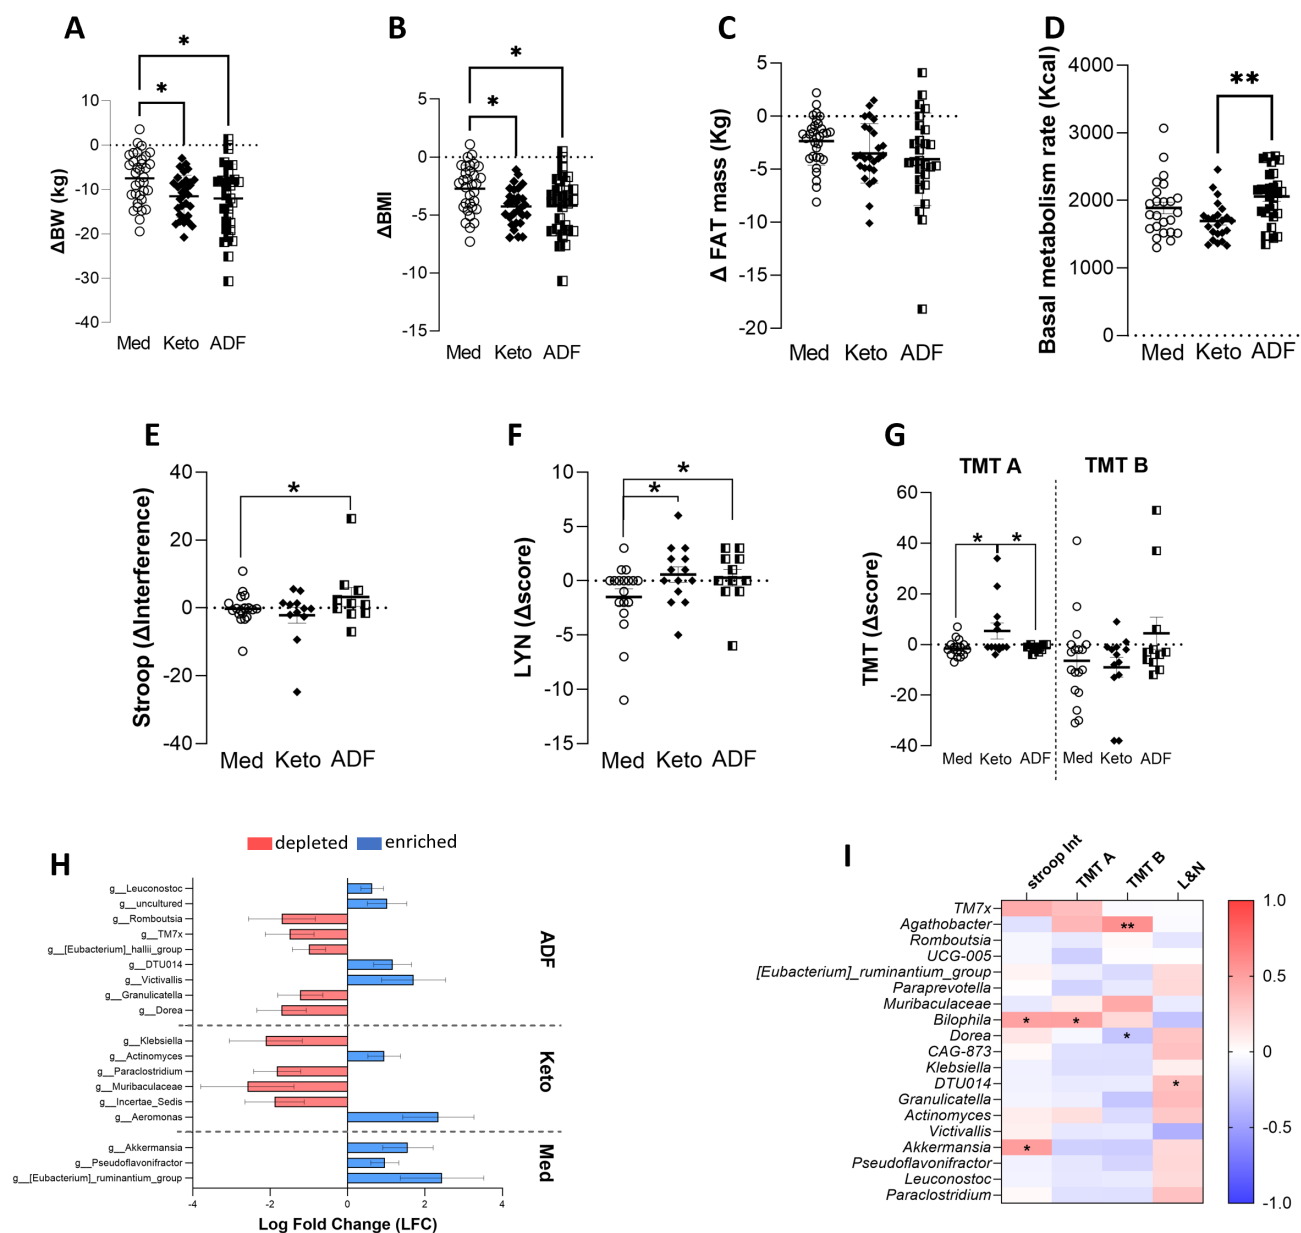 A
*
*
10
0
-10
-20
-30
-40
ΔBW (kg)
Med Keto ADF
B
*
*
5
0
-5
-10
-15
ΔBMI
Med Keto ADF
C
5
0
-5
-10
-15
-20
Δ FAT mass (Kg)
Med Keto ADF
D
**
4000
3000
2000
1000
0
Basal metabolism rate (Kcal)
Med Keto ADF
E
*
40
20
0
-20
-40
Stroop (ΔInterference)
Med Keto ADF
F
*
*
10
5
0
-5
-10
-15
LYN (Δscore)
Med Keto ADF
G
TMT A TMT B
* *
60
40
20
0
-20
-40
TMT (Δscore)
Med Keto ADF Med Keto ADF
H
depleted enriched
g__Leuconostoc
g__uncultured
g__Romboutsia
g__TM7x
g__[Eubacterium]_hallii_group
g__DTU014
g__Victivallis
g__Granulicatella
g__Dorea
ADF
g__Klebsiella
g__Actinomyces
g__Paraclostridium
g__Muribaculaceae
g__Incertae_Sedis
g__Aeromonas
Keto
g__Akkermansia
g__Pseudoflavonifractor
g__[Eubacterium]_ruminantium_group
Med
-4 -2 0 2 4
Log Fold Change (LFC)
I
stroop Int
TMT A
TMT B
L&N
TM7x
Agathobacter **
Romboutsia
UCG-005
[Eubacterium]_ruminantium_group
Paraprevotella
Muribaculaceae
Bilophila * *
Dorea *
CAG-873
Klebsiella
DTU014 *
Granulicatella
Actinomyces
Victivallis
Akkermansia *
Pseudoflavonifractor
Leuconostoc
Paraclostridium
1.0
0.5
0
-0.5
-1.0